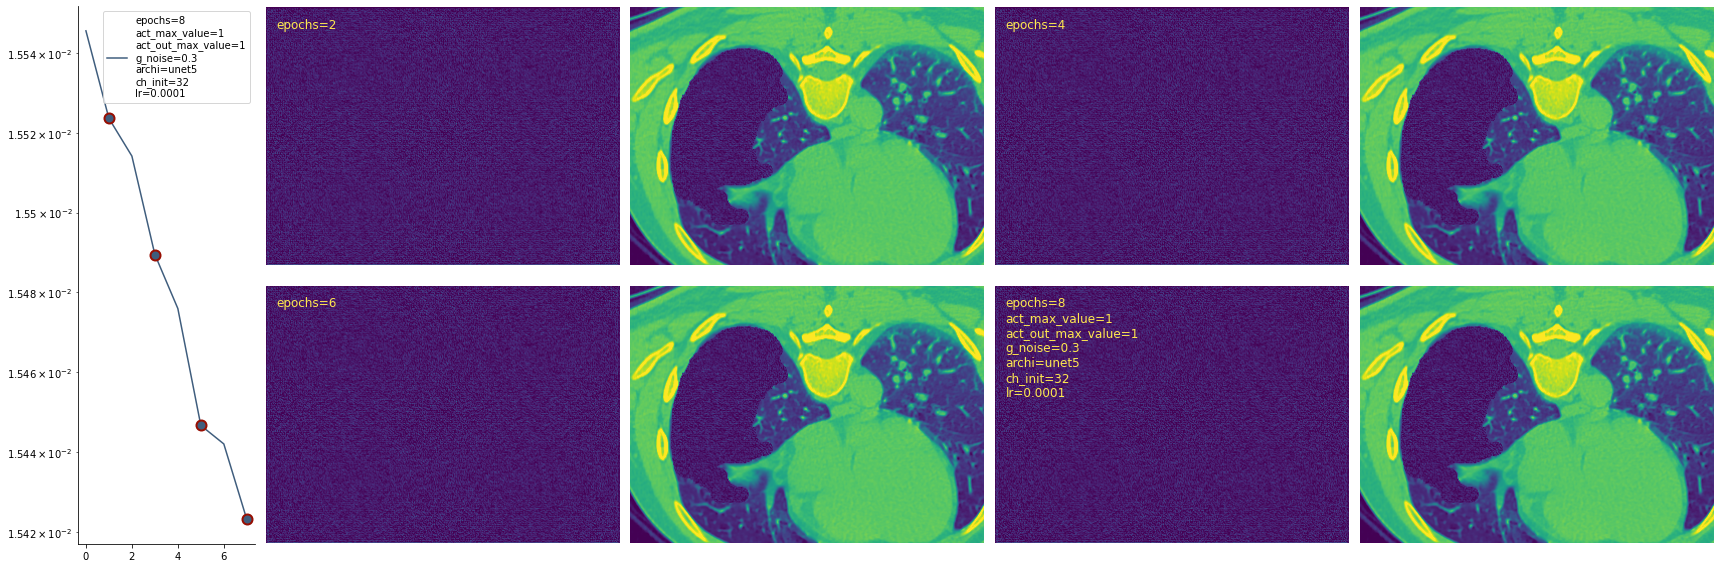 epochs=8
act_max_value=1
act_out_max_value=1
g_noise=0.3
archi=unet5
ch_init=32
lr=0.0001
1.554 × 10⁻²
1.552 × 10⁻²
1.55 × 10⁻²
1.548 × 10⁻²
1.546 × 10⁻²
1.544 × 10⁻²
1.542 × 10⁻²
0 2 4 6
epochs=2
epochs=4
epochs=6
epochs=8
act_max_value=1
act_out_max_value=1
g_noise=0.3
archi=unet5
ch_init=32
lr=0.0001